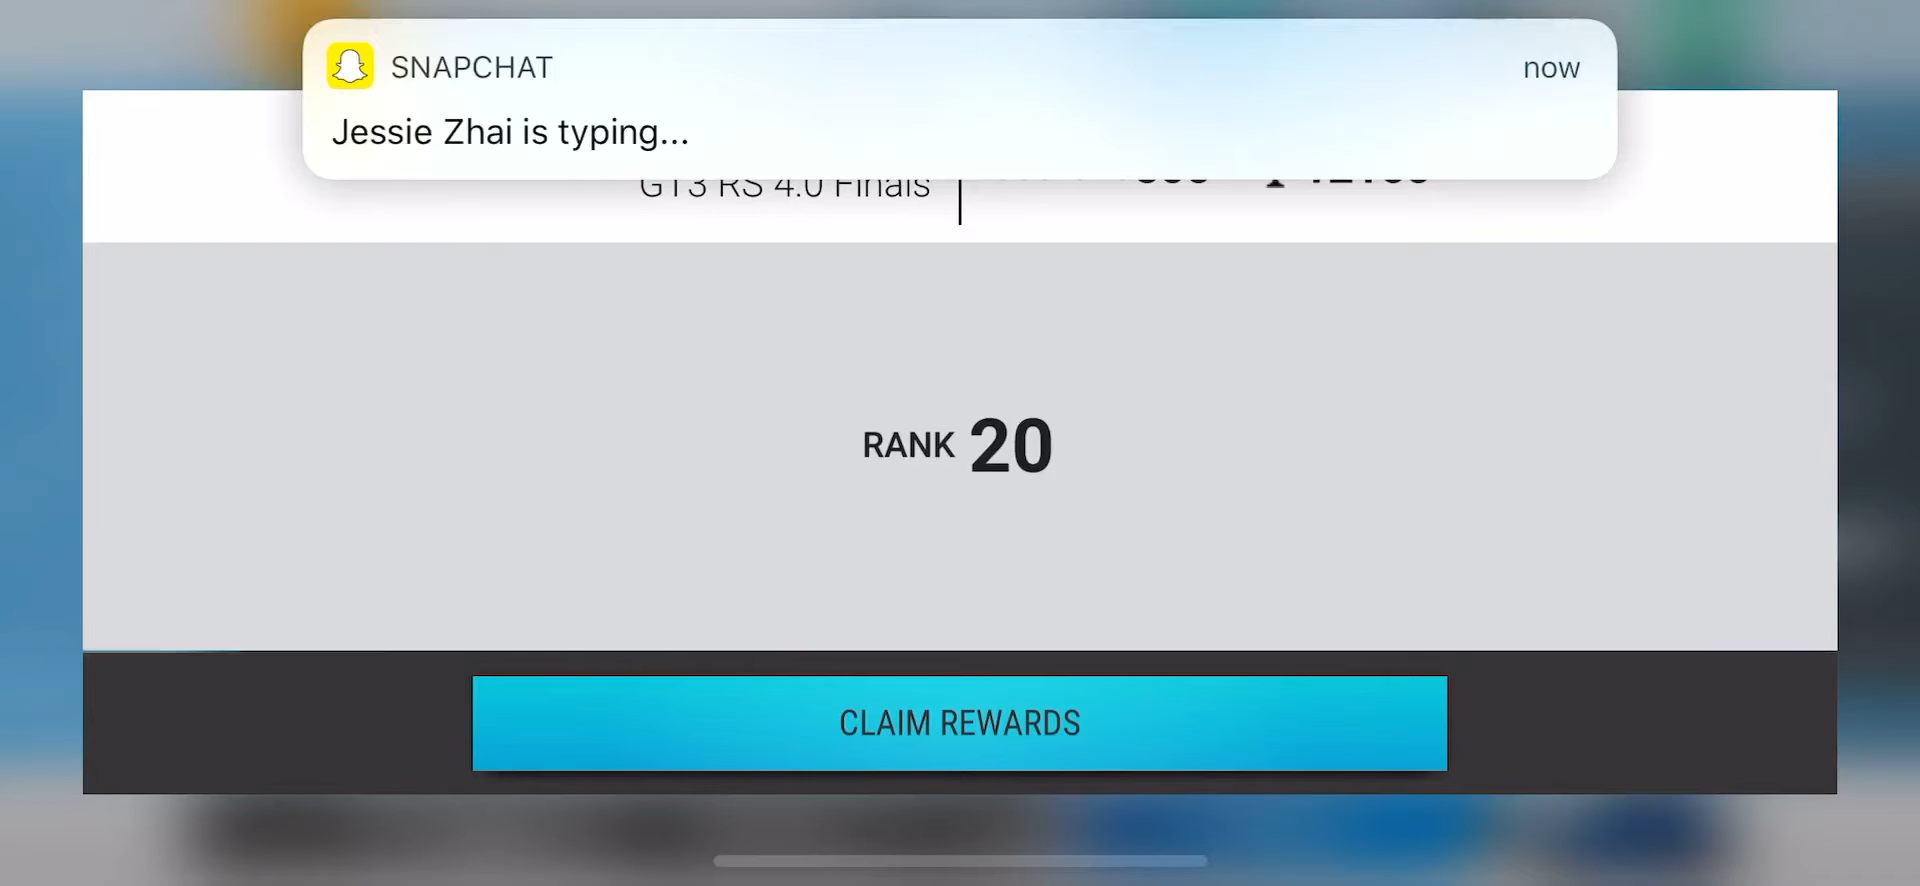 SNAPCHAT
now
Jessie Zhai is typing...
GT3 RS 4.0 Finals
RANK 20
CLAIM REWARDS